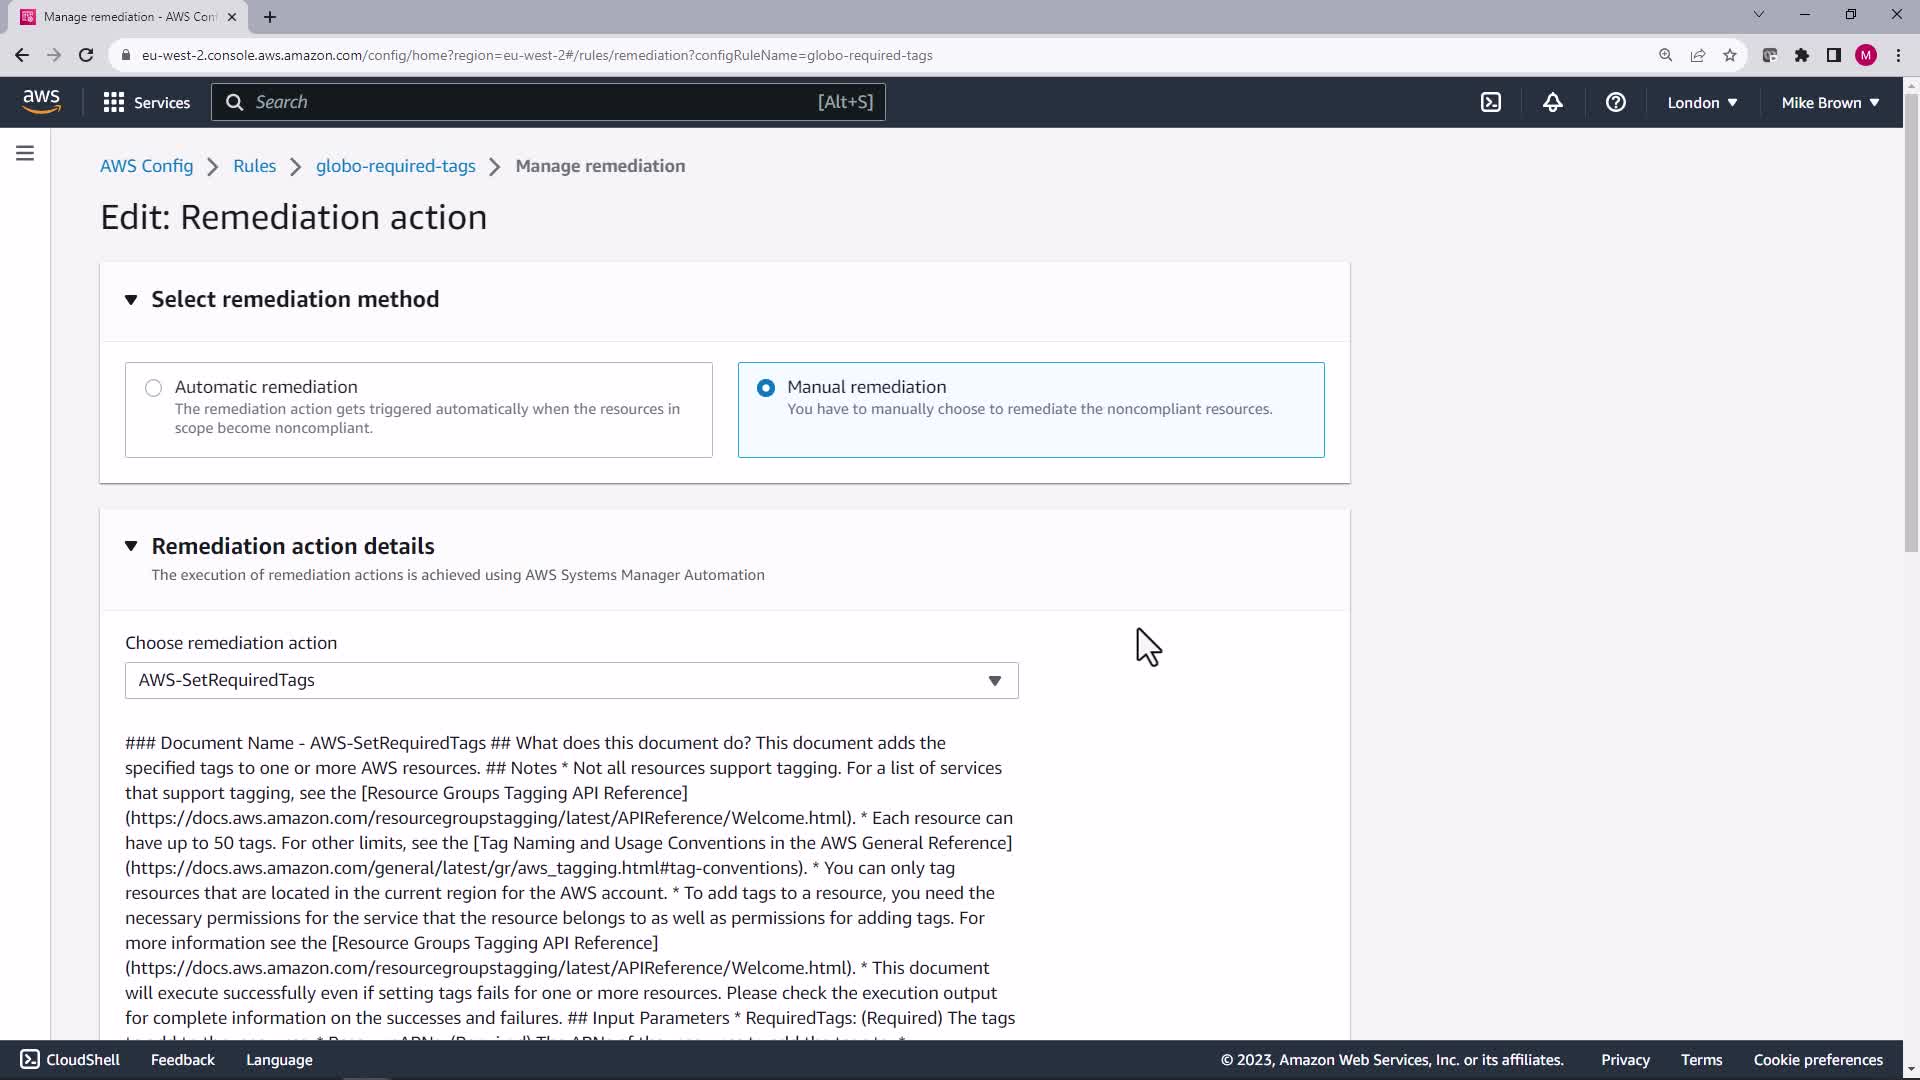 Manage remediation - AWS Con
eu-west-2.console.aws.amazon.com/config/home?region=eu-west-2#/rules/remediation?configRuleName=globo-required-tags
M
aws
Services
Search
[Alt+S]
London
Mike Brown
AWS Config
Rules
globo-required-tags
Manage remediation
Edit: Remediation action
Select remediation method
Automatic remediation
The remediation action gets triggered automatically when the resources in
scope become noncompliant.
Manual remediation
You have to manually choose to remediate the noncompliant resources.
Remediation action details
The execution of remediation actions is achieved using AWS Systems Manager Automation
Choose remediation action
AWS-SetRequiredTags
### Document Name - AWS-SetRequiredTags ## What does this document do? This document adds the
specified tags to one or more AWS resources. ## Notes * Not all resources support tagging. For a list of services
that support tagging, see the [Resource Groups Tagging API Reference]
(https://docs.aws.amazon.com/resourcegroupstagging/latest/APIReference/Welcome.html). * Each resource can
have up to 50 tags. For other limits, see the [Tag Naming and Usage Conventions in the AWS General Reference]
(https://docs.aws.amazon.com/general/latest/gr/aws_tagging.html#tag-conventions). * You can only tag
resources that are located in the current region for the AWS account. * To add tags to a resource, you need the
necessary permissions for the service that the resource belongs to as well as permissions for adding tags. For
more information see the [Resource Groups Tagging API Reference]
(https://docs.aws.amazon.com/resourcegroupstagging/latest/APIReference/Welcome.html). * This document
will execute successfully even if setting tags fails for one or more resources. Please check the execution output
for complete information on the successes and failures. ## Input Parameters * RequiredTags: (Required) The tags
CloudShell
Feedback
Language
© 2023, Amazon Web Services, Inc. or its affiliates.
Privacy
Terms
Cookie preferences